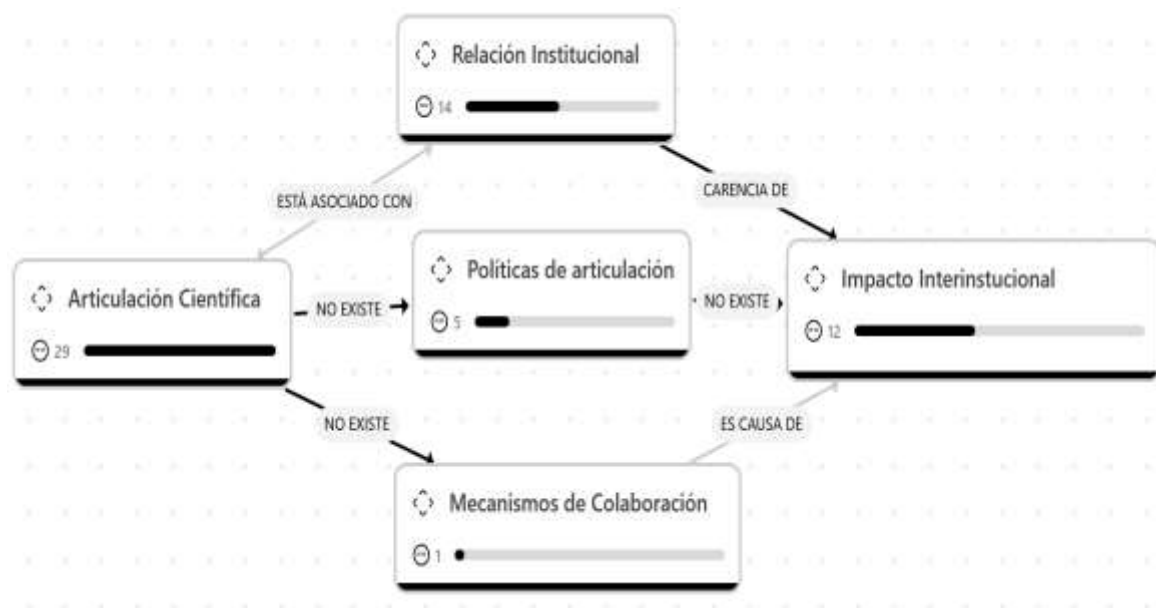 Relación Institucional
14
ESTÁ ASOCIADO CON
CARENCIA DE
Articulación Científica
29
NO EXISTE
Políticas de articulación
5
NO EXISTE
Impacto Interinstucional
12
NO EXISTE
ES CAUSA DE
Mecanismos de Colaboración
1